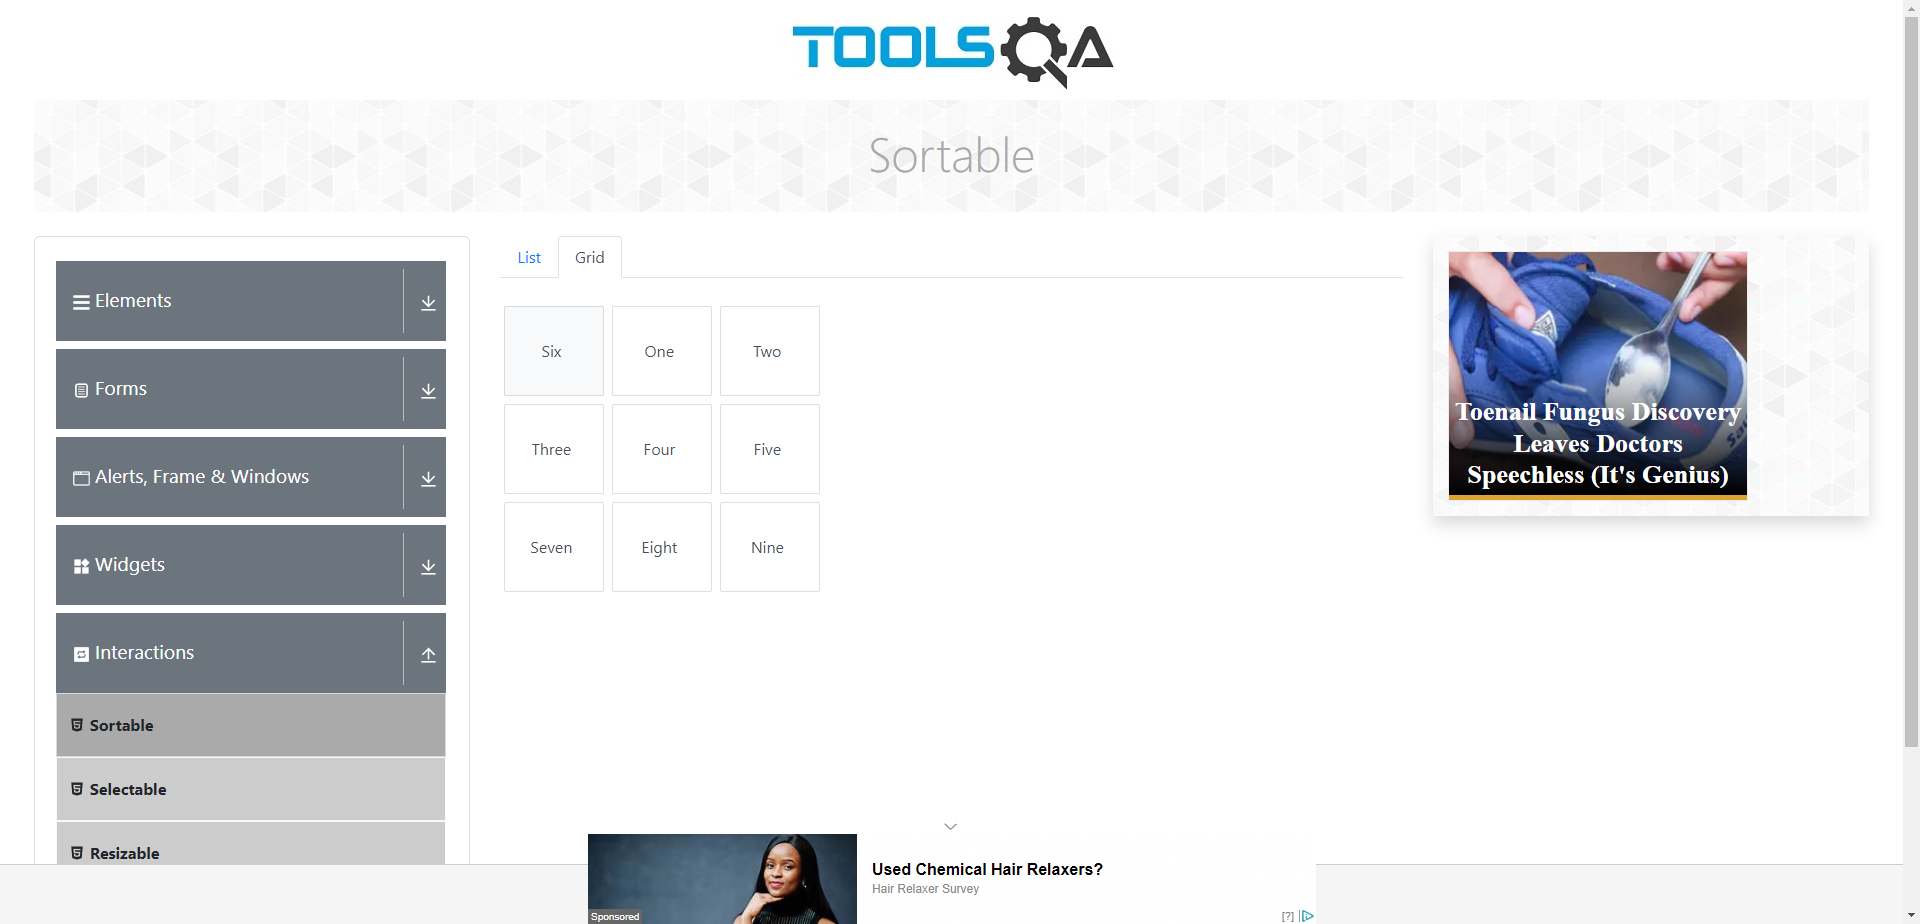 TOOLSQA
Sortable
Elements
Forms
Alerts, Frame & Windows
Widgets
Interactions
Sortable
Selectable
Resizable
List Grid
Six One Two
Three Four Five
Seven Eight Nine
Toenail Fungus Discovery
Leaves Doctors
Speechless (It's Genius)
Used Chemical Hair Relaxers?
Hair Relaxer Survey
Sponsored
[?]